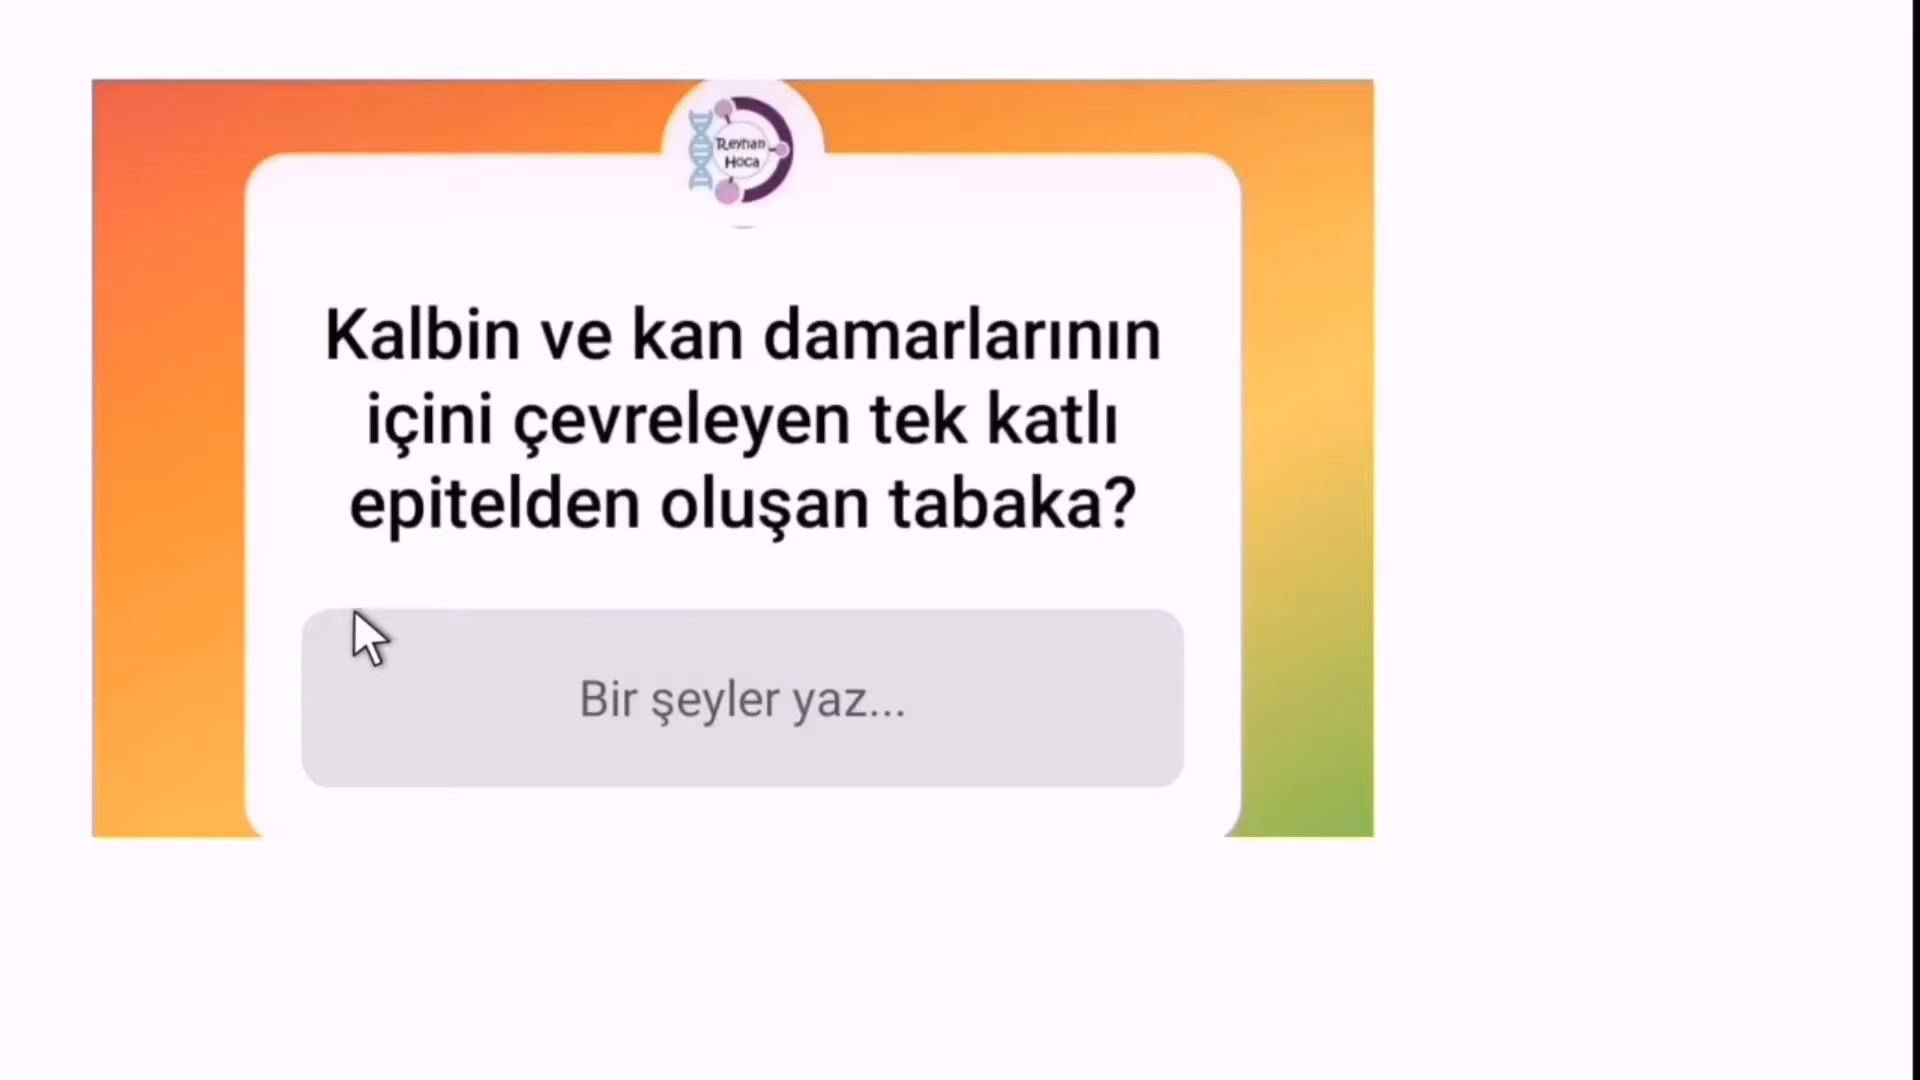 Reyhan
Hoca
Kalbin ve kan damarlarının
içini çevreleyen tek katlı
epitelden oluşan tabaka?
Bir şeyler yaz...